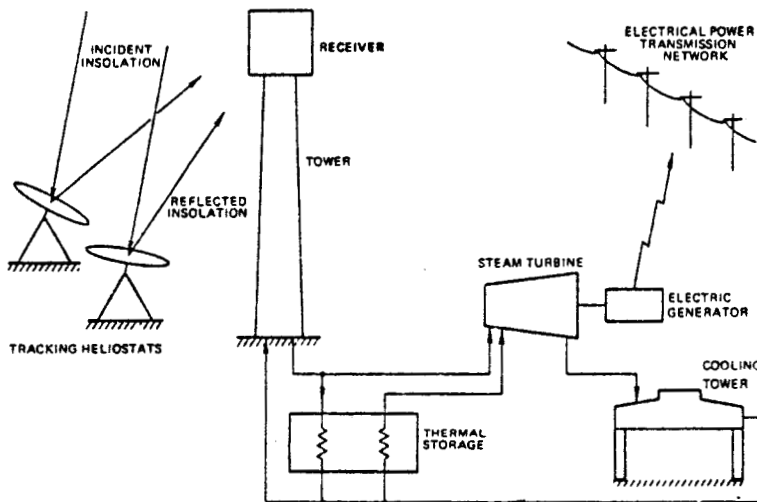 INCIDENT
INSOLATION
RECEIVER
ELECTRICAL POWER
TRANSMISSION
NETWORK
TOWER
REFLECTED
INSOLATION
STEAM TURBINE
ELECTRIC
GENERATOR
TRACKING HELIOSTATS
COOLING
TOWER
THERMAL
STORAGE